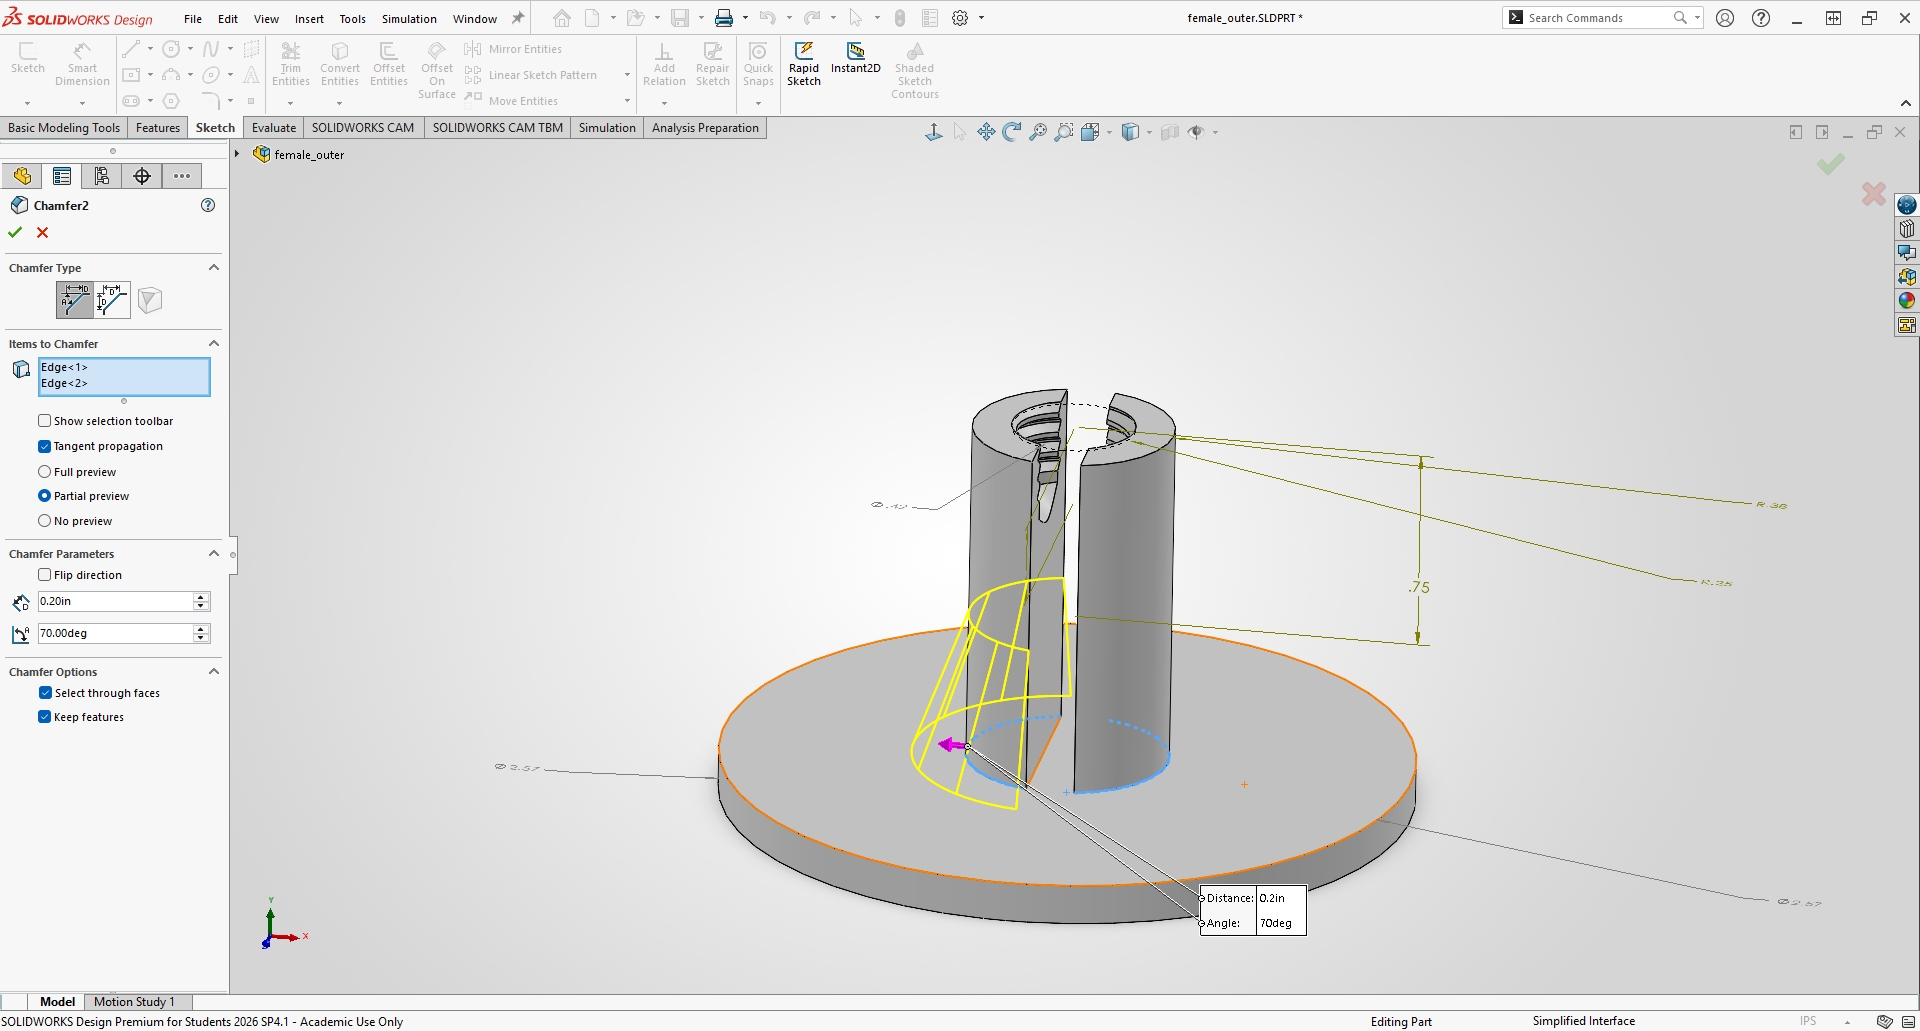 SOLIDWORKS Design
File Edit View Insert Tools Simulation Window
female_outer.SLDPRT *
Search Commands
Sketch
Smart Dimension
Trim Entities
Convert Entities
Offset Entities
Offset On Surface
Mirror Entities
Linear Sketch Pattern
Move Entities
Add Relation
Repair Sketch
Quick Snaps
Rapid Sketch
Instant2D
Shaded Sketch Contours
Basic Modeling Tools Features Sketch Evaluate SOLIDWORKS CAM SOLIDWORKS CAM TBM Simulation Analysis Preparation
female_outer
Chamfer2
Chamfer Type
Items to Chamfer
Edge<1>
Edge<2>
Show selection toolbar
Tangent propagation
Full preview
Partial preview
No preview
Chamfer Parameters
Flip direction
0.20in
70.00deg
Chamfer Options
Select through faces
Keep features
R.36
.75
Ø2.57
Distance: 0.2in
Angle: 70deg
Ø2.57
Y
X
Model Motion Study 1
SOLIDWORKS Design Premium for Students 2026 SP4.1 - Academic Use Only
Editing Part
Simplified Interface
IPS